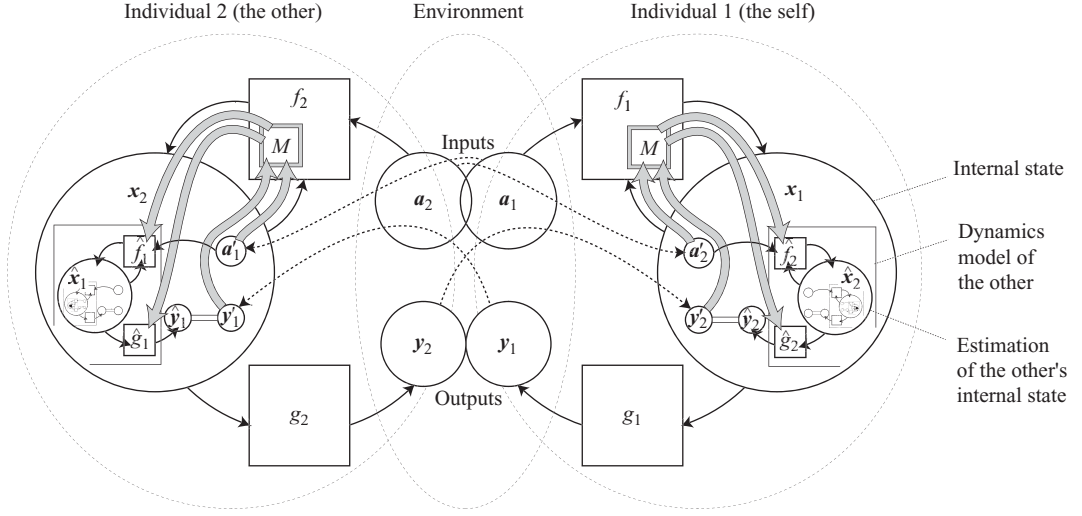 Individual 2 (the other)
Environment
Individual 1 (the self)
f₂
f₁
M
Inputs
M
x₂
a₂
a₁
x₁
Internal state
f̂₁
a′₁
a′₂
f̂₂
Dynamics
model of
the other
x̂₁
x̂₂
ĝ₁
ŷ₁
y′₁
y′₂
ŷ₂
ĝ₂
y₂
y₁
Estimation
of the other's
internal state
Outputs
g₂
g₁